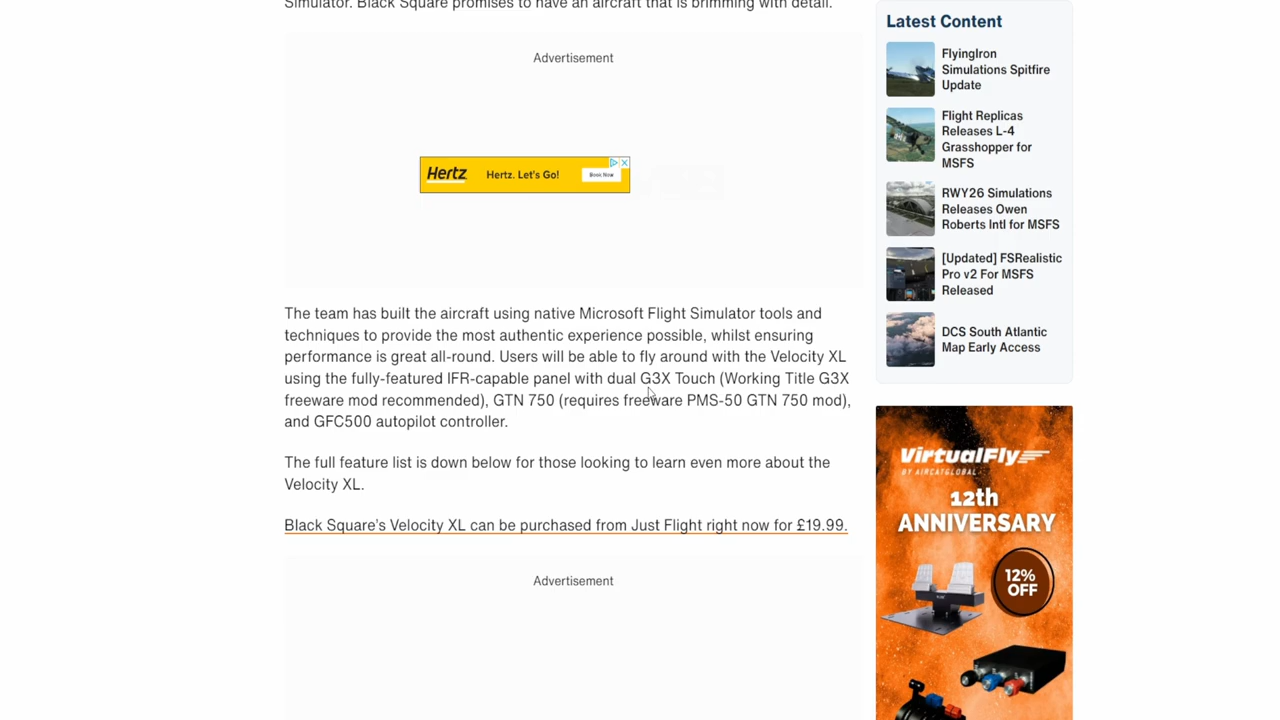 Simulator. Black Square promises to have an aircraft that is brimming with detail.
Advertisement
Hertz
Hertz. Let's Go!
Book Now
The team has built the aircraft using native Microsoft Flight Simulator tools and
techniques to provide the most authentic experience possible, whilst ensuring
performance is great all-round. Users will be able to fly around with the Velocity XL
using the fully-featured IFR-capable panel with dual G3X Touch (Working Title G3X
freeware mod recommended), GTN 750 (requires freeware PMS-50 GTN 750 mod),
and GFC500 autopilot controller.
The full feature list is down below for those looking to learn even more about the
Velocity XL.
Black Square's Velocity XL can be purchased from Just Flight right now for £19.99.
Advertisement
Latest Content
FlyingIron
Simulations Spitfire
Update
Flight Replicas
Releases L-4
Grasshopper for
MSFS
RWY26 Simulations
Releases Owen
Roberts Intl for MSFS
[Updated] FSRealistic
Pro v2 For MSFS
Released
DCS South Atlantic
Map Early Access
VirtualFly
BY AIRCATGLOBAL
12th
ANNIVERSARY
12%
OFF